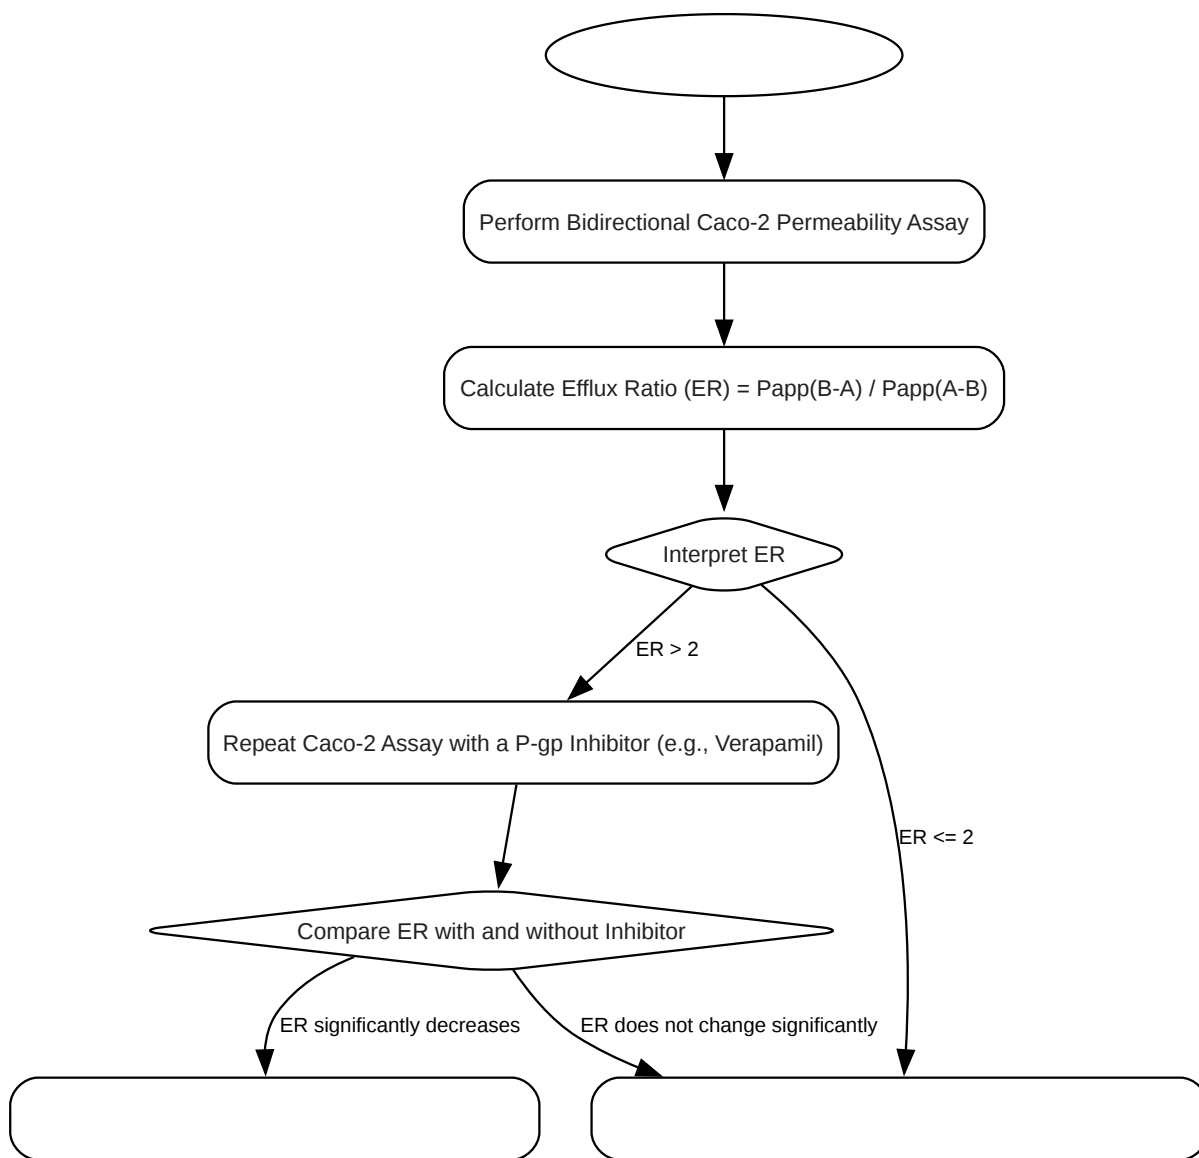 Perform Bidirectional Caco-2 Permeability Assay
Calculate Efflux Ratio (ER) = Papp(B-A) / Papp(A-B)
Interpret ER
ER > 2
Repeat Caco-2 Assay with a P-gp Inhibitor (e.g., Verapamil)
ER <= 2
Compare ER with and without Inhibitor
ER significantly decreases
ER does not change significantly